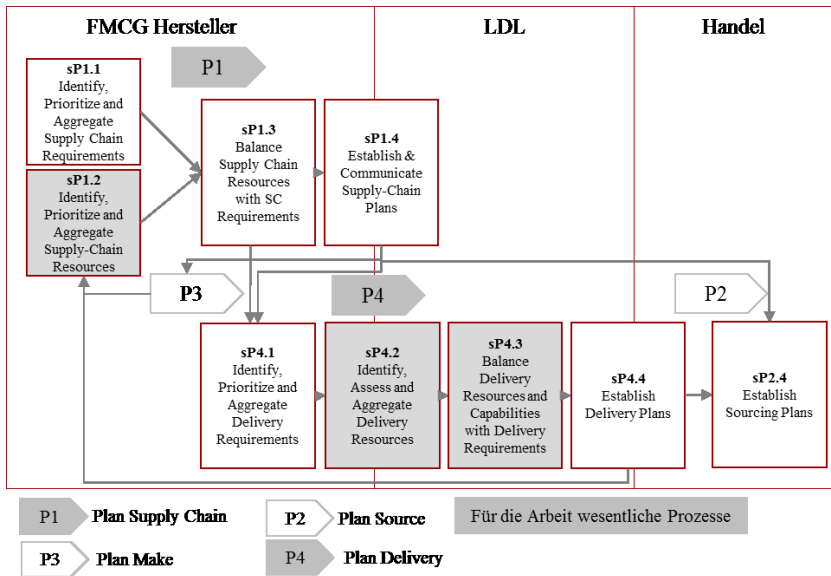 FMCG Hersteller
LDL
Handel
P1
sP1.1
Identify,
Prioritize and
Aggregate
Supply Chain
Requirements
sP1.2
Identify,
Prioritize and
Aggregate
Supply-Chain
Resources
sP1.3
Balance
Supply Chain
Resources
with SC
Requirements
sP1.4
Establish &
Communicate
Supply-Chain
Plans
P3
P4
P2
sP4.1
Identify,
Prioritize and
Aggregate
Delivery
Requirements
sP4.2
Identify,
Assess and
Aggregate
Delivery
Resources
sP4.3
Balance
Delivery
Resources and
Capabilities
with Delivery
Requirements
sP4.4
Establish
Delivery Plans
sP2.4
Establish
Sourcing Plans
P1 Plan Supply Chain
P2 Plan Source
Für die Arbeit wesentliche Prozesse
P3 Plan Make
P4 Plan Delivery